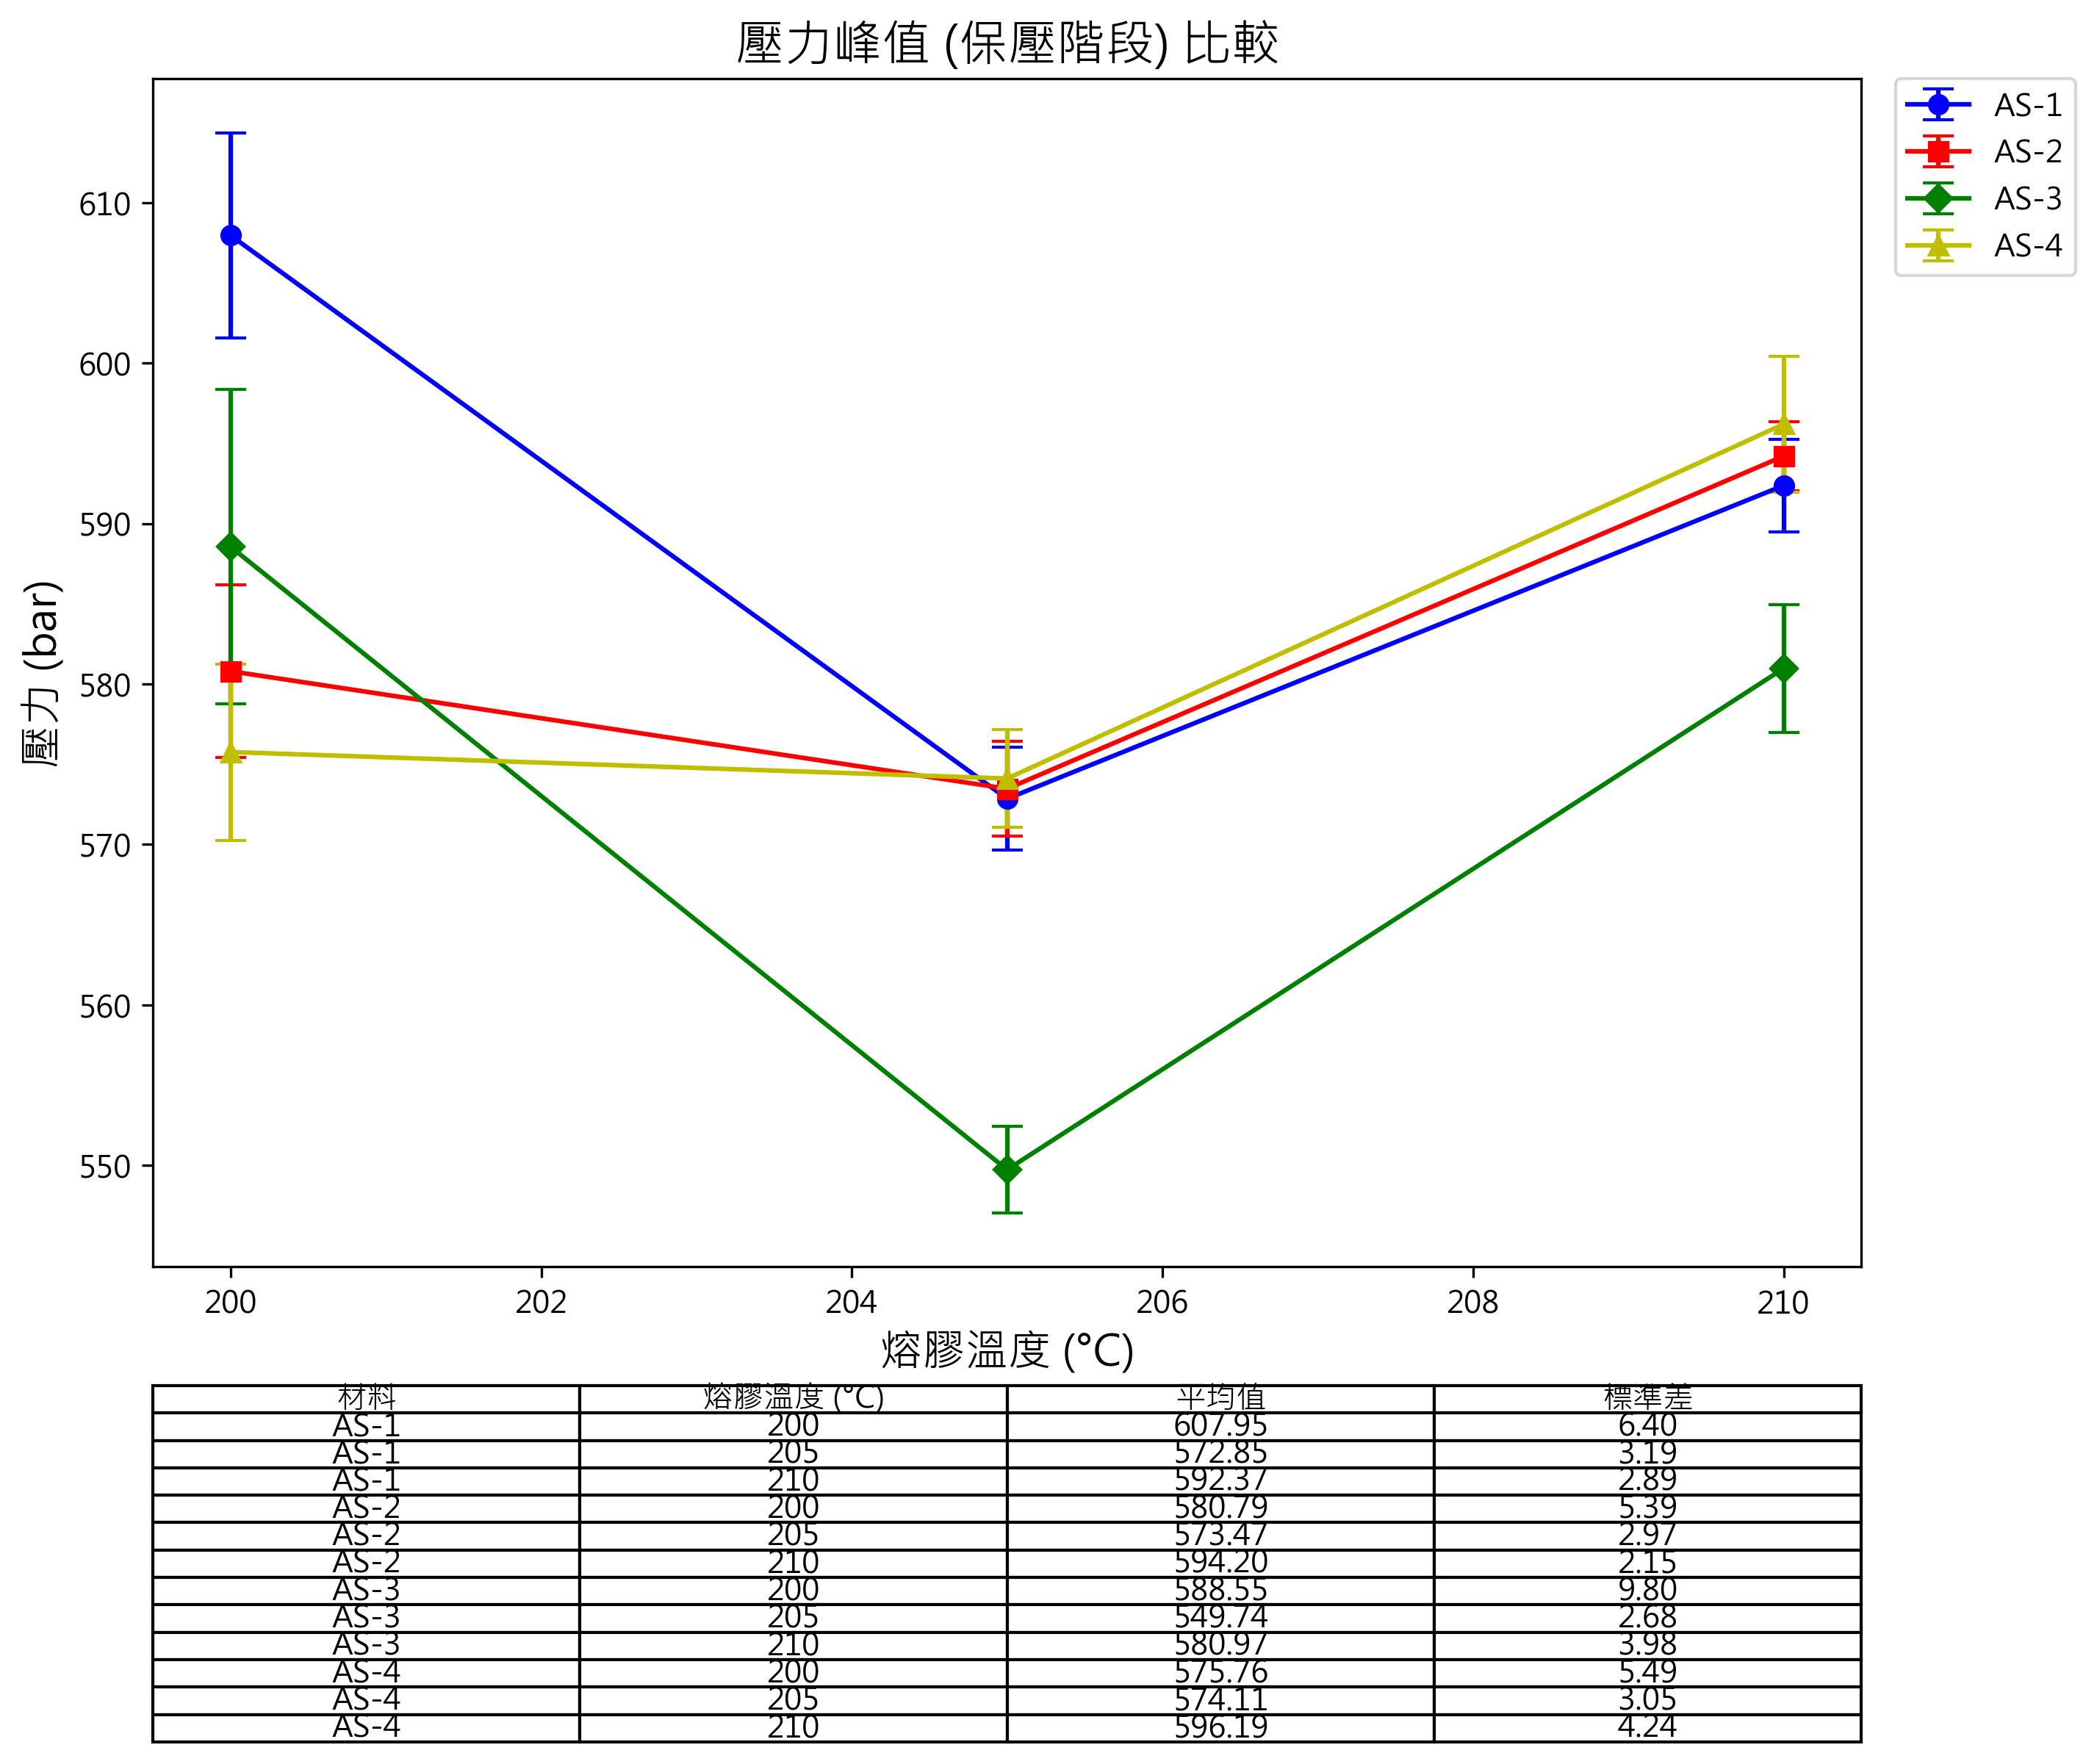 壓力峰值 (保壓階段) 比較
AS-1
AS-2
AS-3
AS-4
壓力 (bar)
610
600
590
580
570
560
550
200 202 204 206 208 210
熔膠溫度 (°C)
材料 熔膠溫度 (°C) 平均值 標準差
AS-1 200 607.95 6.40
AS-1 205 572.85 3.19
AS-1 210 592.37 2.89
AS-2 200 580.79 5.39
AS-2 205 573.47 2.97
AS-2 210 594.20 2.15
AS-3 200 588.55 9.80
AS-3 205 549.74 2.68
AS-3 210 580.97 3.98
AS-4 200 575.76 5.49
AS-4 205 574.11 3.05
AS-4 210 596.19 4.24